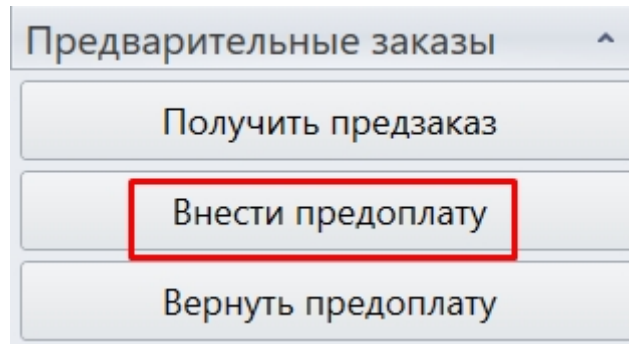 Предварительные заказы
Получить предзаказ
Внести предоплату
Вернуть предоплату